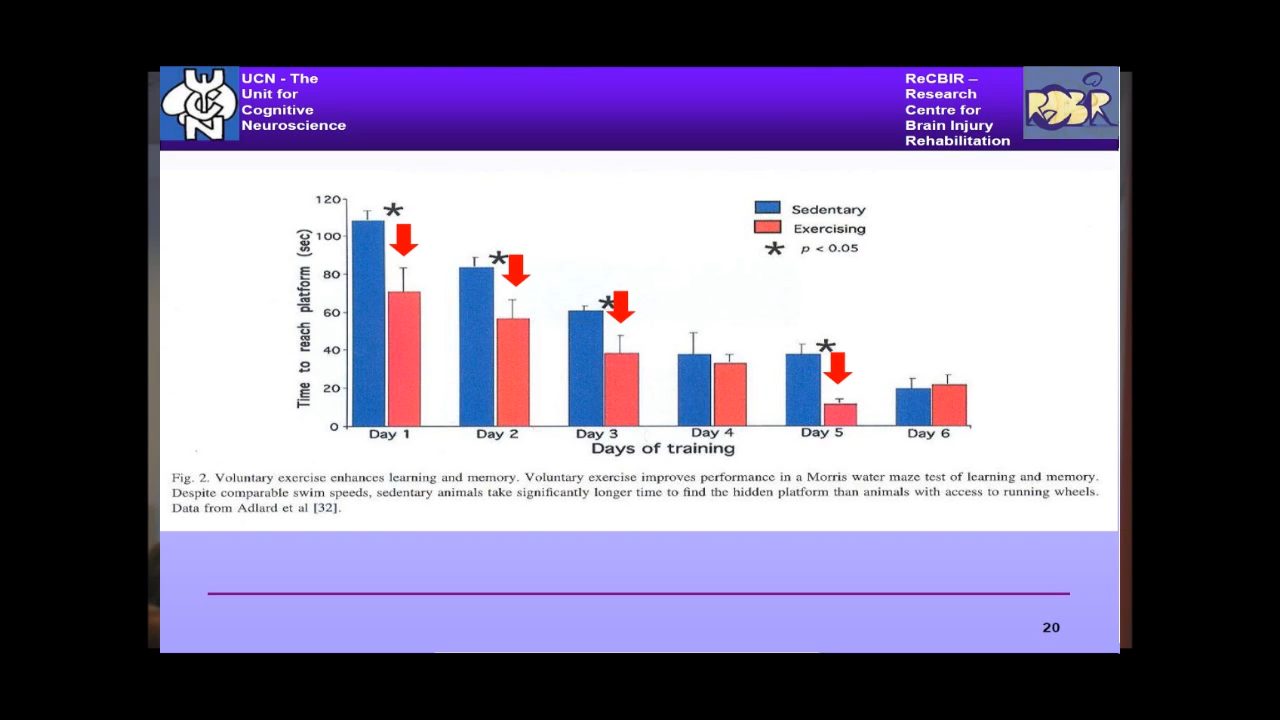 UCN - The
Unit for
Cognitive
Neuroscience
UCN
ReCBIR –
Research
Centre for
Brain Injury
Rehabilitation
120
100
80
60
40
20
0
Time to reach platform (sec)
*
*
*
*
Sedentary
Exercising
* p < 0.05
Day 1
Day 2
Day 3
Day 4
Day 5
Day 6
Days of training
Fig. 2. Voluntary exercise enhances learning and memory. Voluntary exercise improves performance in a Morris water maze test of learning and memory.
Despite comparable swim speeds, sedentary animals take significantly longer time to find the hidden platform than animals with access to running wheels.
Data from Adlard et al [32].
20